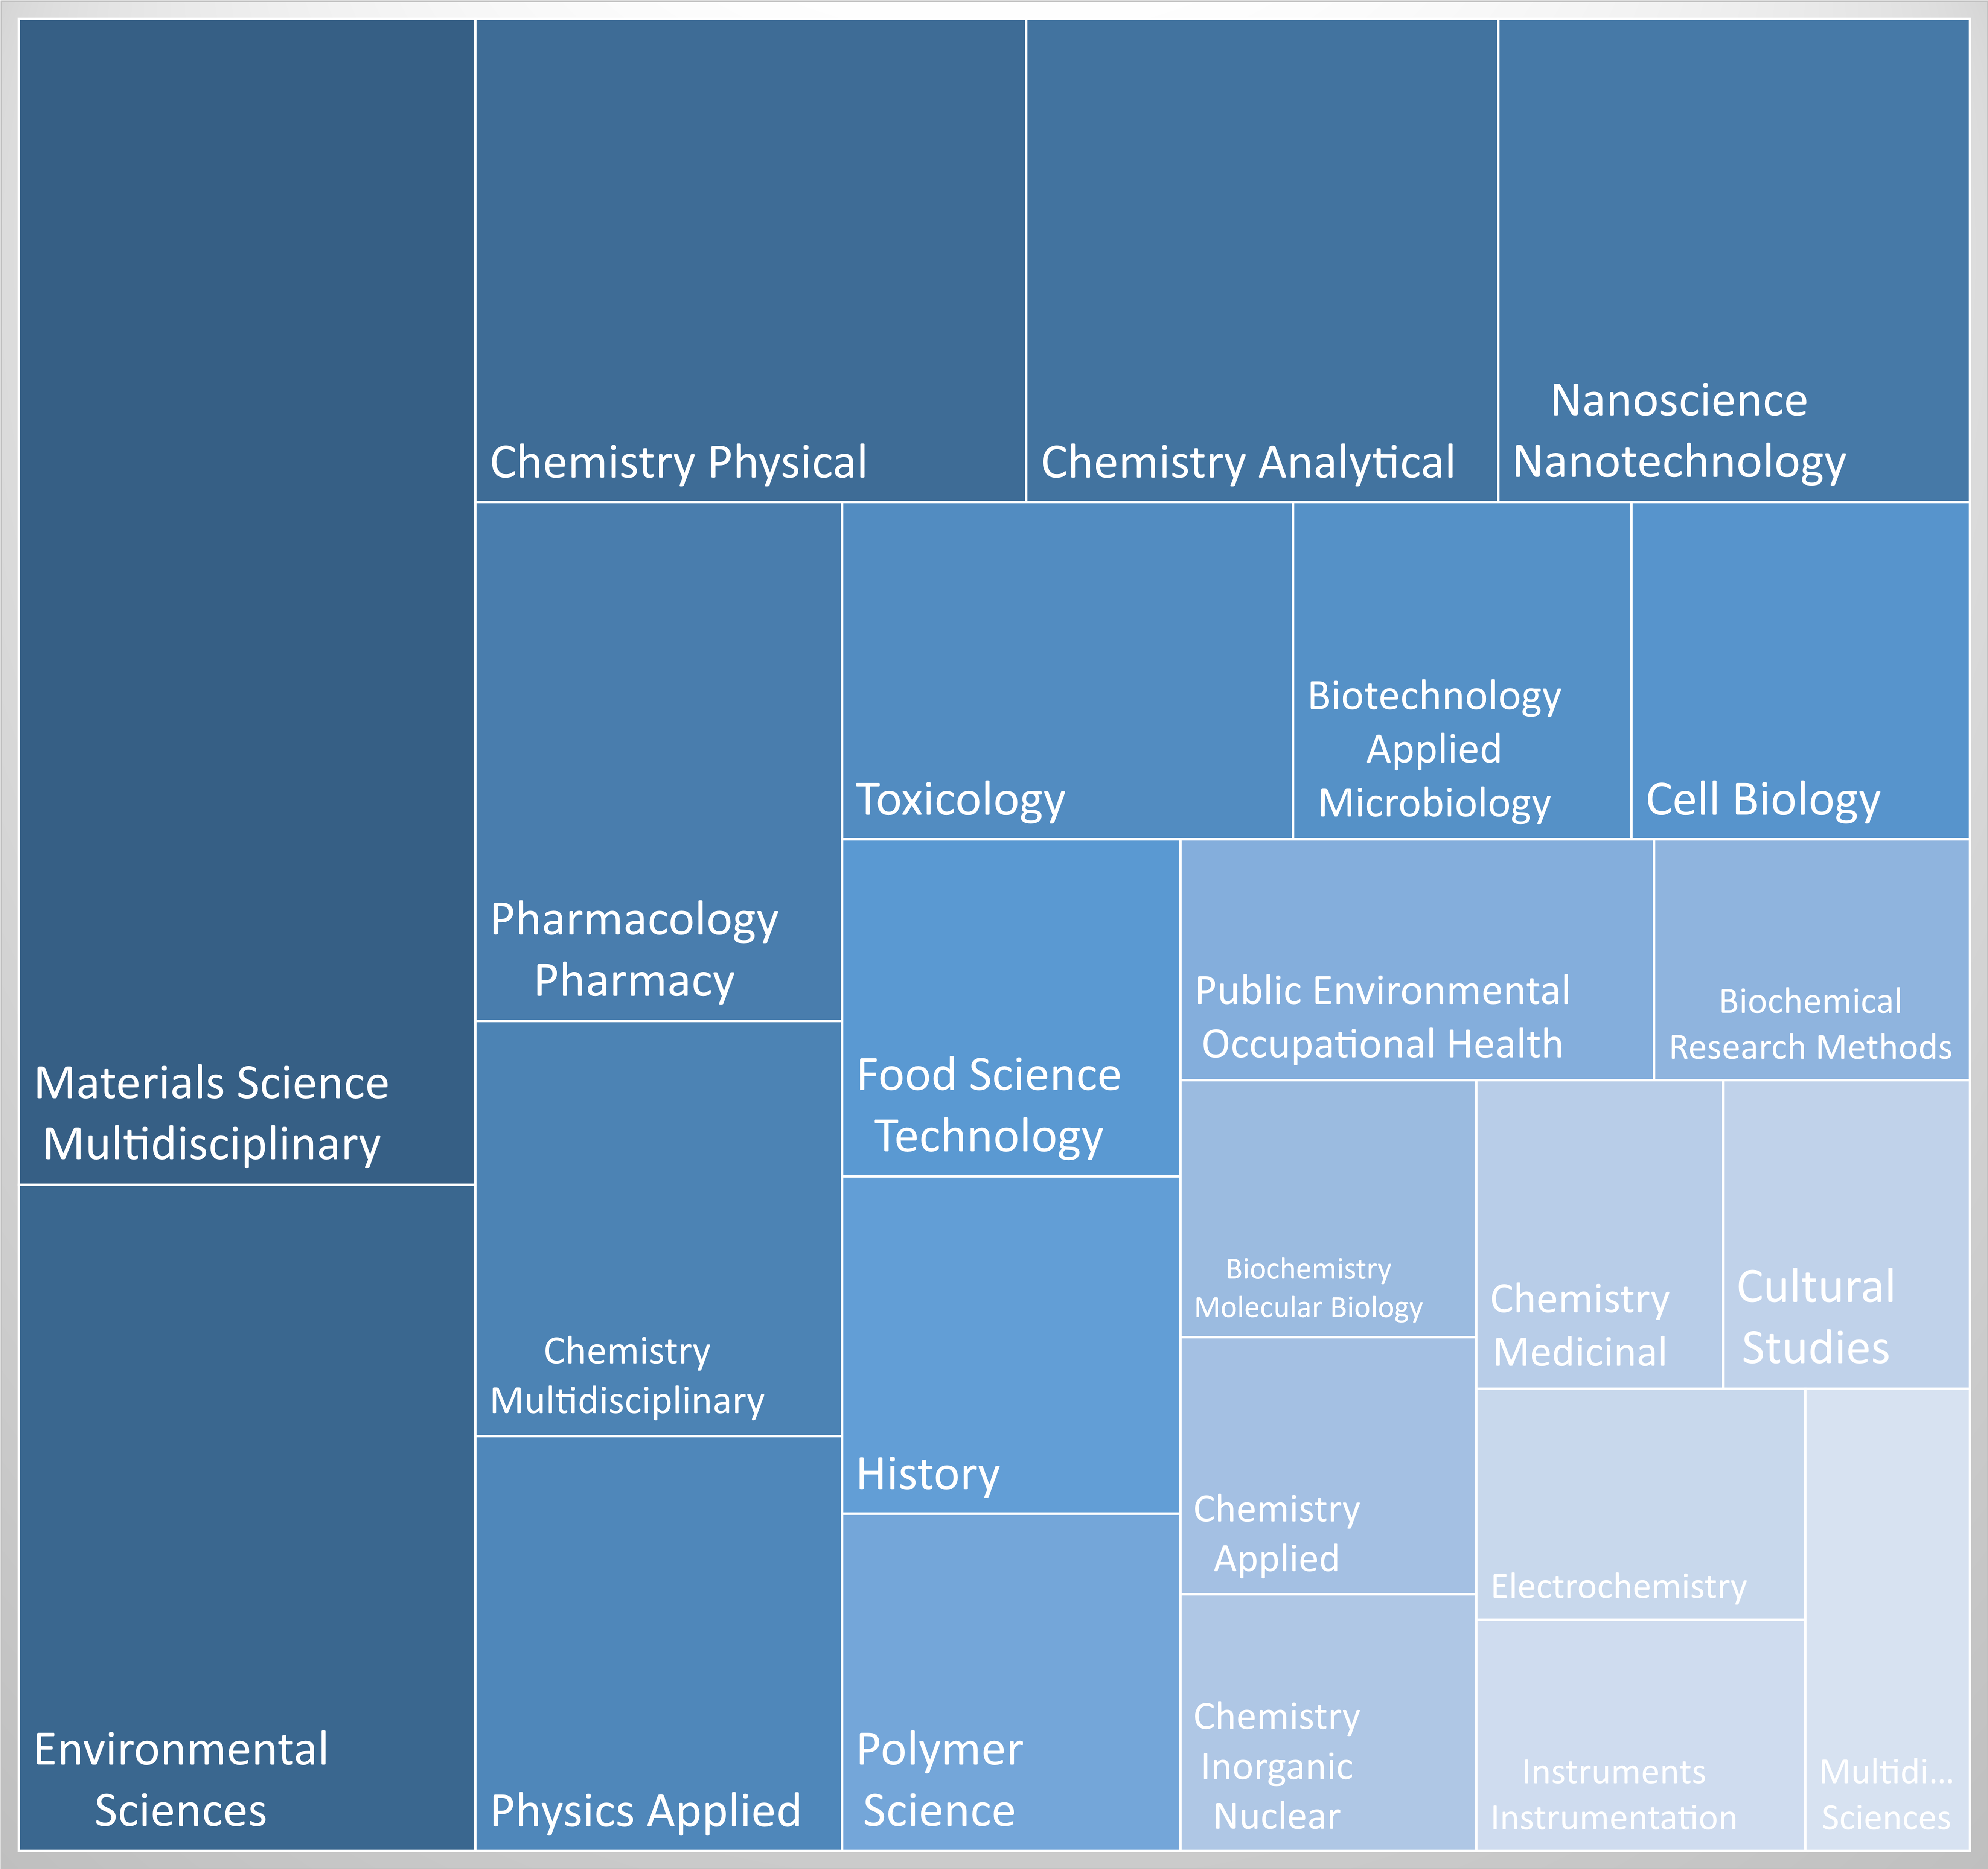 Materials Science
Multidisciplinary
Environmental
Sciences
Chemistry Physical
Chemistry Analytical
Nanoscience
Nanotechnology
Pharmacology
Pharmacy
Chemistry
Multidisciplinary
Physics Applied
Toxicology
Biotechnology
Applied
Microbiology
Cell Biology
Food Science
Technology
History
Polymer
Science
Public Environmental
Occupational Health
Biochemical
Research Methods
Biochemistry
Molecular Biology
Chemistry
Applied
Chemistry
Inorganic
Nuclear
Chemistry
Medicinal
Cultural
Studies
Electrochemistry
Instruments
Instrumentation
Multidi...
Sciences